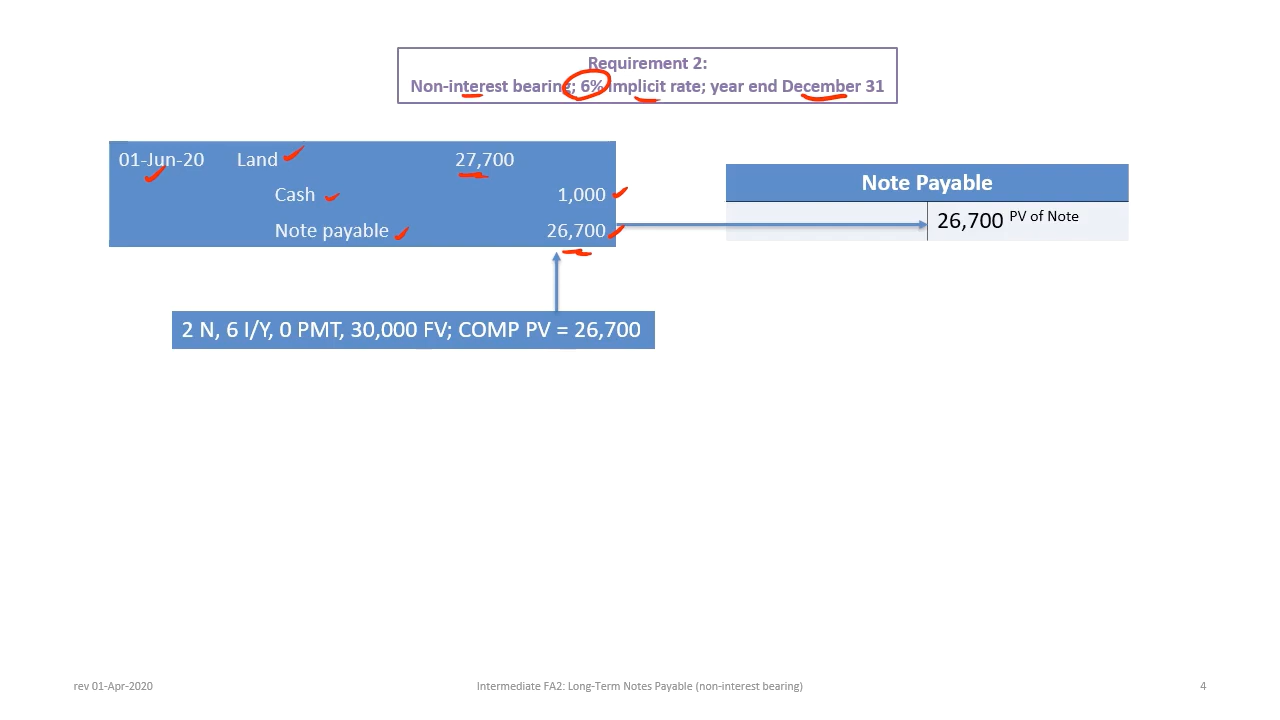 Requirement 2:
Non-interest bearing; 6% implicit rate; year end December 31
01-Jun-20 Land 27,700
Cash 1,000
Note payable 26,700
Note Payable
26,700 PV of Note
2 N, 6 I/Y, 0 PMT, 30,000 FV; COMP PV = 26,700
rev 01-Apr-2020
Intermediate FA2: Long-Term Notes Payable (non-interest bearing)
4